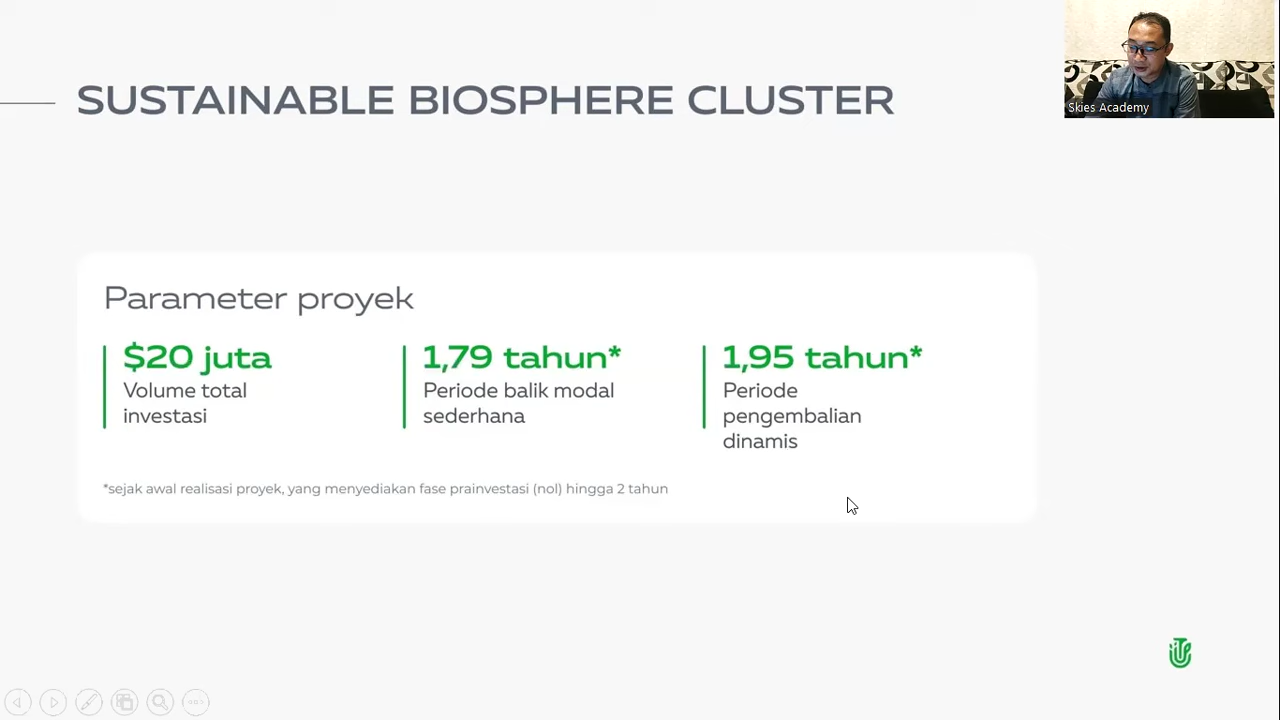 SUSTAINABLE BIOSPHERE CLUSTER
Skies Academy
Parameter proyek
$20 juta
Volume total
investasi
1,79 tahun*
Periode balik modal
sederhana
1,95 tahun*
Periode
pengembalian
dinamis
*sejak awal realisasi proyek, yang menyediakan fase prainvestasi (nol) hingga 2 tahun